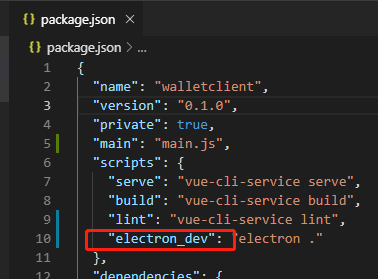 package.json ×
package.json > ...
1 {
2 "name": "walletclient",
3 "version": "0.1.0",
4 "private": true,
5 "main": "main.js",
6 "scripts": {
7 "serve": "vue-cli-service serve",
8 "build": "vue-cli-service build",
9 "lint": "vue-cli-service lint",
10 "electron_dev": "electron ."
11 },
12 "dependencies": {